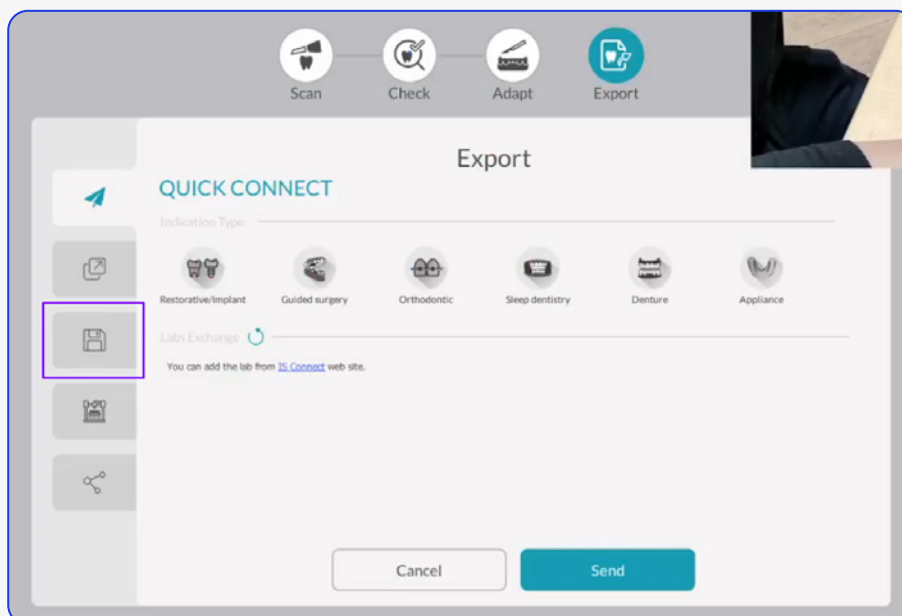 Scan Check Adapt Export
Export
QUICK CONNECT
Indication Type
Restorative/Implant Guided surgery Orthodontic Sleep dentistry Denture Appliance
Labs Exchange
You can add the lab from IS Connect web site.
Cancel Send